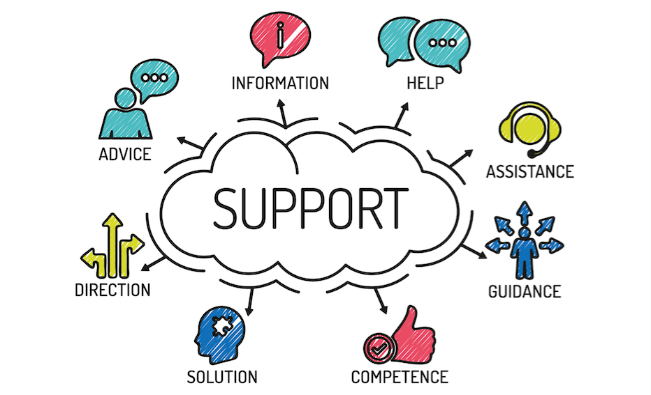 INFORMATION
HELP
ADVICE
ASSISTANCE
SUPPORT
DIRECTION
GUIDANCE
SOLUTION
COMPETENCE